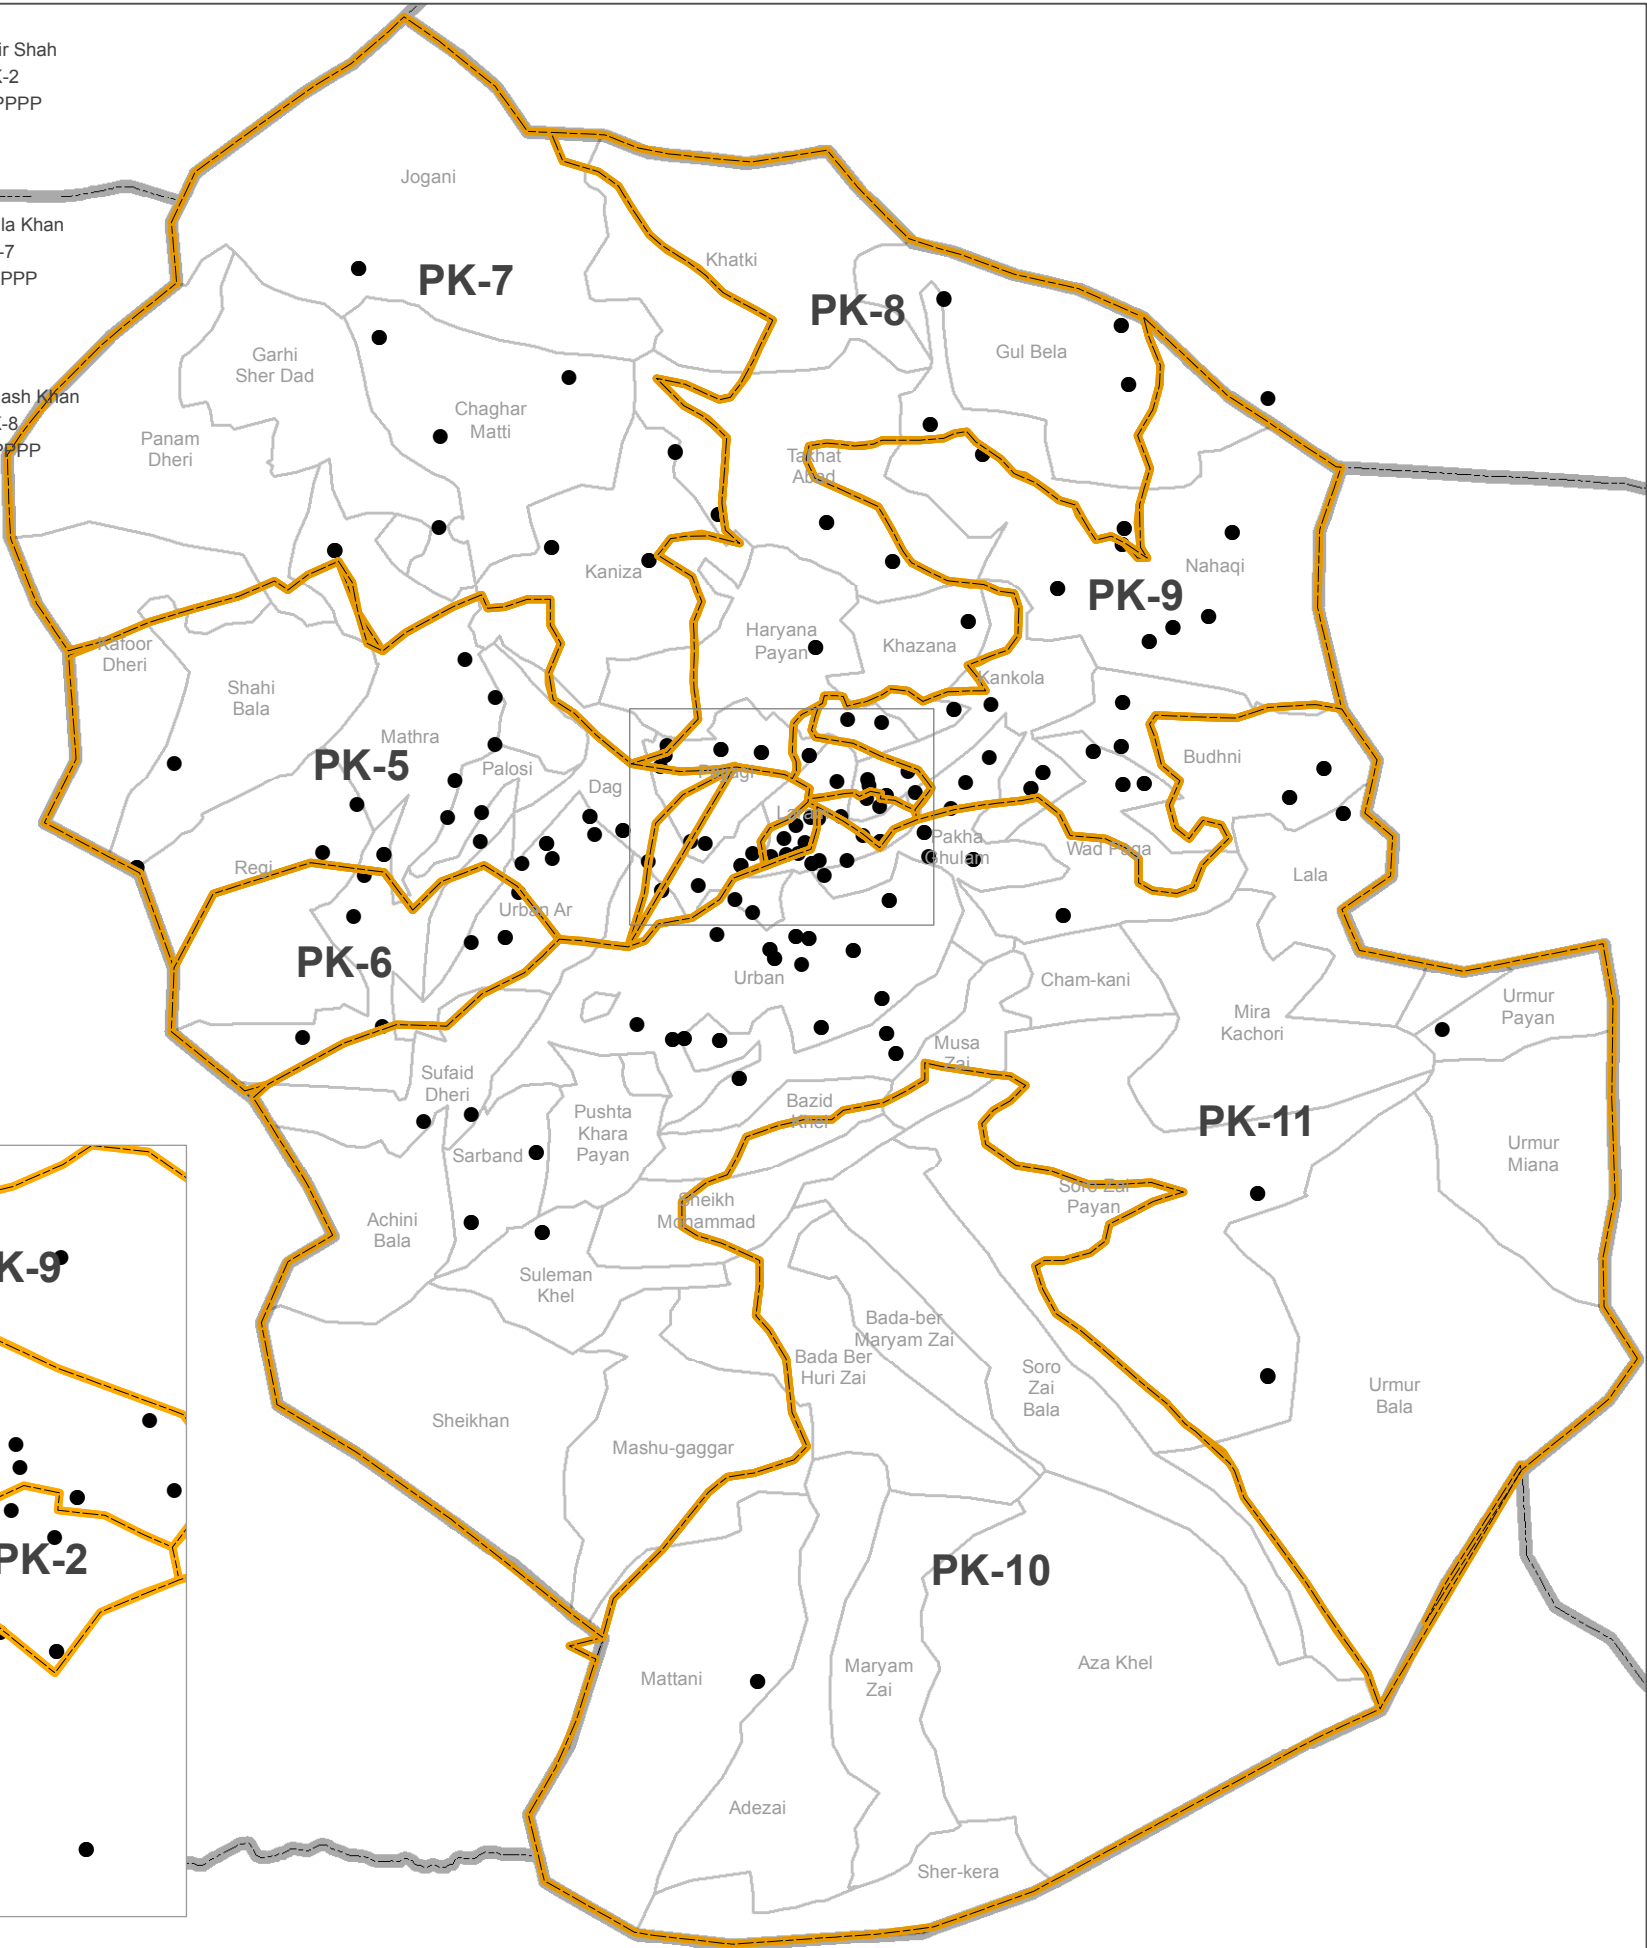 ir Shah
K-2
PPPP
Jogani
la Khan
-7
PPPP
PK-7
Khatki
PK-8
Garhi
Sher Dad
Gul Bela
ash Khan
K-8
PPPP
Chaghar
Matti
Panam
Dheri
Takhat
Abad
Kaniza
Nahaqi
PK-9
Haryana
Payan
Khazana
Kafoor
Dheri
Kankola
Shahi
Bala
Mathra
PK-5
Palosi
Dag
Budhni
Pakha
Ghulam
Wad Paga
Regi
Lala
Urban Ar
PK-6
Urban
Cham-kani
Mira
Kachori
Urmur
Payan
Musa
Zai
Sufaid
Dheri
Bazid
Khel
Pushta
Khara
Payan
PK-11
Sarband
Urmur
Miana
Soro Zai
Payan
Sheikh
Mohammad
Achini
Bala
K-9
Suleman
Khel
Bada-ber
Maryam Zai
Bada Ber
Huri Zai
Soro
Zai
Bala
Urmur
Bala
Sheikhan
Mashu-gaggar
PK-2
PK-10
Mattani
Maryam
Zai
Aza Khel
Adezai
Sher-kera